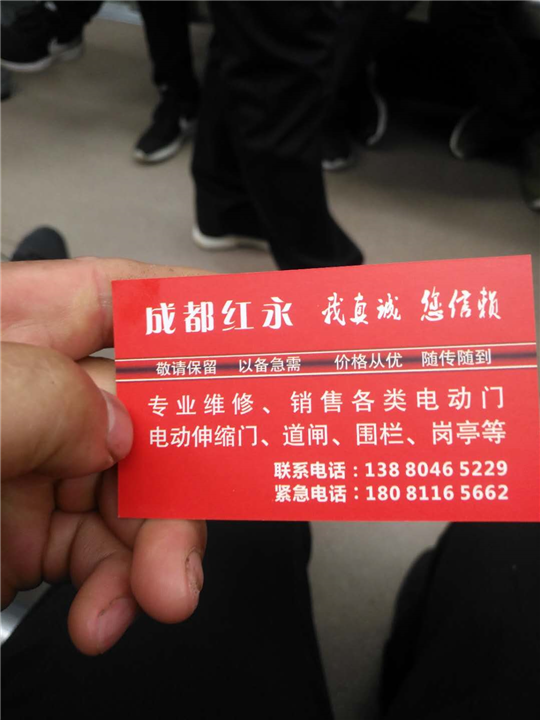 成都红永 我真诚 您信赖
敬请保留 以备急需 价格从优 随传随到
专业维修、销售各类电动门
电动伸缩门、道闸、围栏、岗亭等
联系电话：138 8046 5229
紧急电话：180 8116 5662